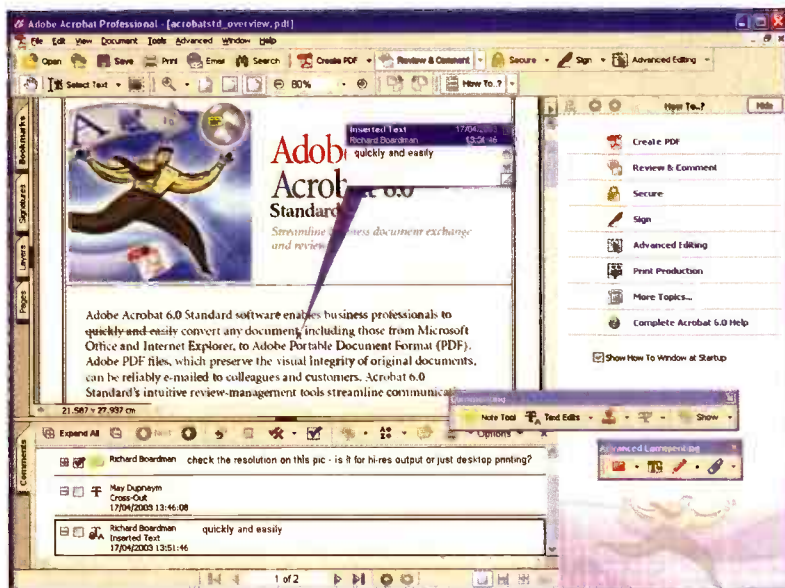 Adobe Acrobat Professional - [acrobatstd_overview.pdf]
File Edit View Document Tools Advanced Window Help
Open Save Print Email Search Create PDF Review & Comment Secure Sign Advanced Editing
Select Text 80% How To..?
Bookmarks
Signatures
Layers
Pages
Inserted Text 17/04/2003
Richard Boardman 13:51:46
quickly and easily
Adob
Acrobat 6.0
Standard
Streamline business document exchange
and review
Adobe Acrobat 6.0 Standard software enables business professionals to
quickly and easily convert any document, including those from Microsoft
Office and Internet Explorer, to Adobe Portable Document Format (PDF).
Adobe PDF files, which preserve the visual integrity of original documents,
can be reliably e-mailed to colleagues and customers. Acrobat 6.0
Standard's intuitive review-management tools streamline communicati
21.587 x 27.937 cm
How To..? Hide
Create PDF
Review & Comment
Secure
Sign
Advanced Editing
Print Production
More Topics...
Complete Acrobat 6.0 Help
Show How To Window at Startup
Commenting
Note Tool Text Edits Show
Advanced Commenting
Comments
Expand All Next Options
Richard Boardman check the resolution on this pic - is it for hi-res output or just desktop printing?
May Dupnaym
Cross-Out
17/04/2003 13:46:08
Richard Boardman quickly and easily
Inserted Text
17/04/2003 13:51:46
1 of 2